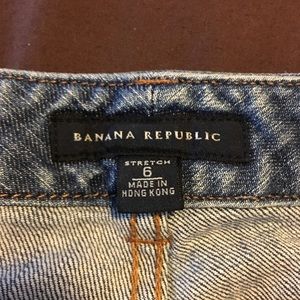 BANANA REPUBLIC
STRETCH
6
MADE IN
HONG KONG